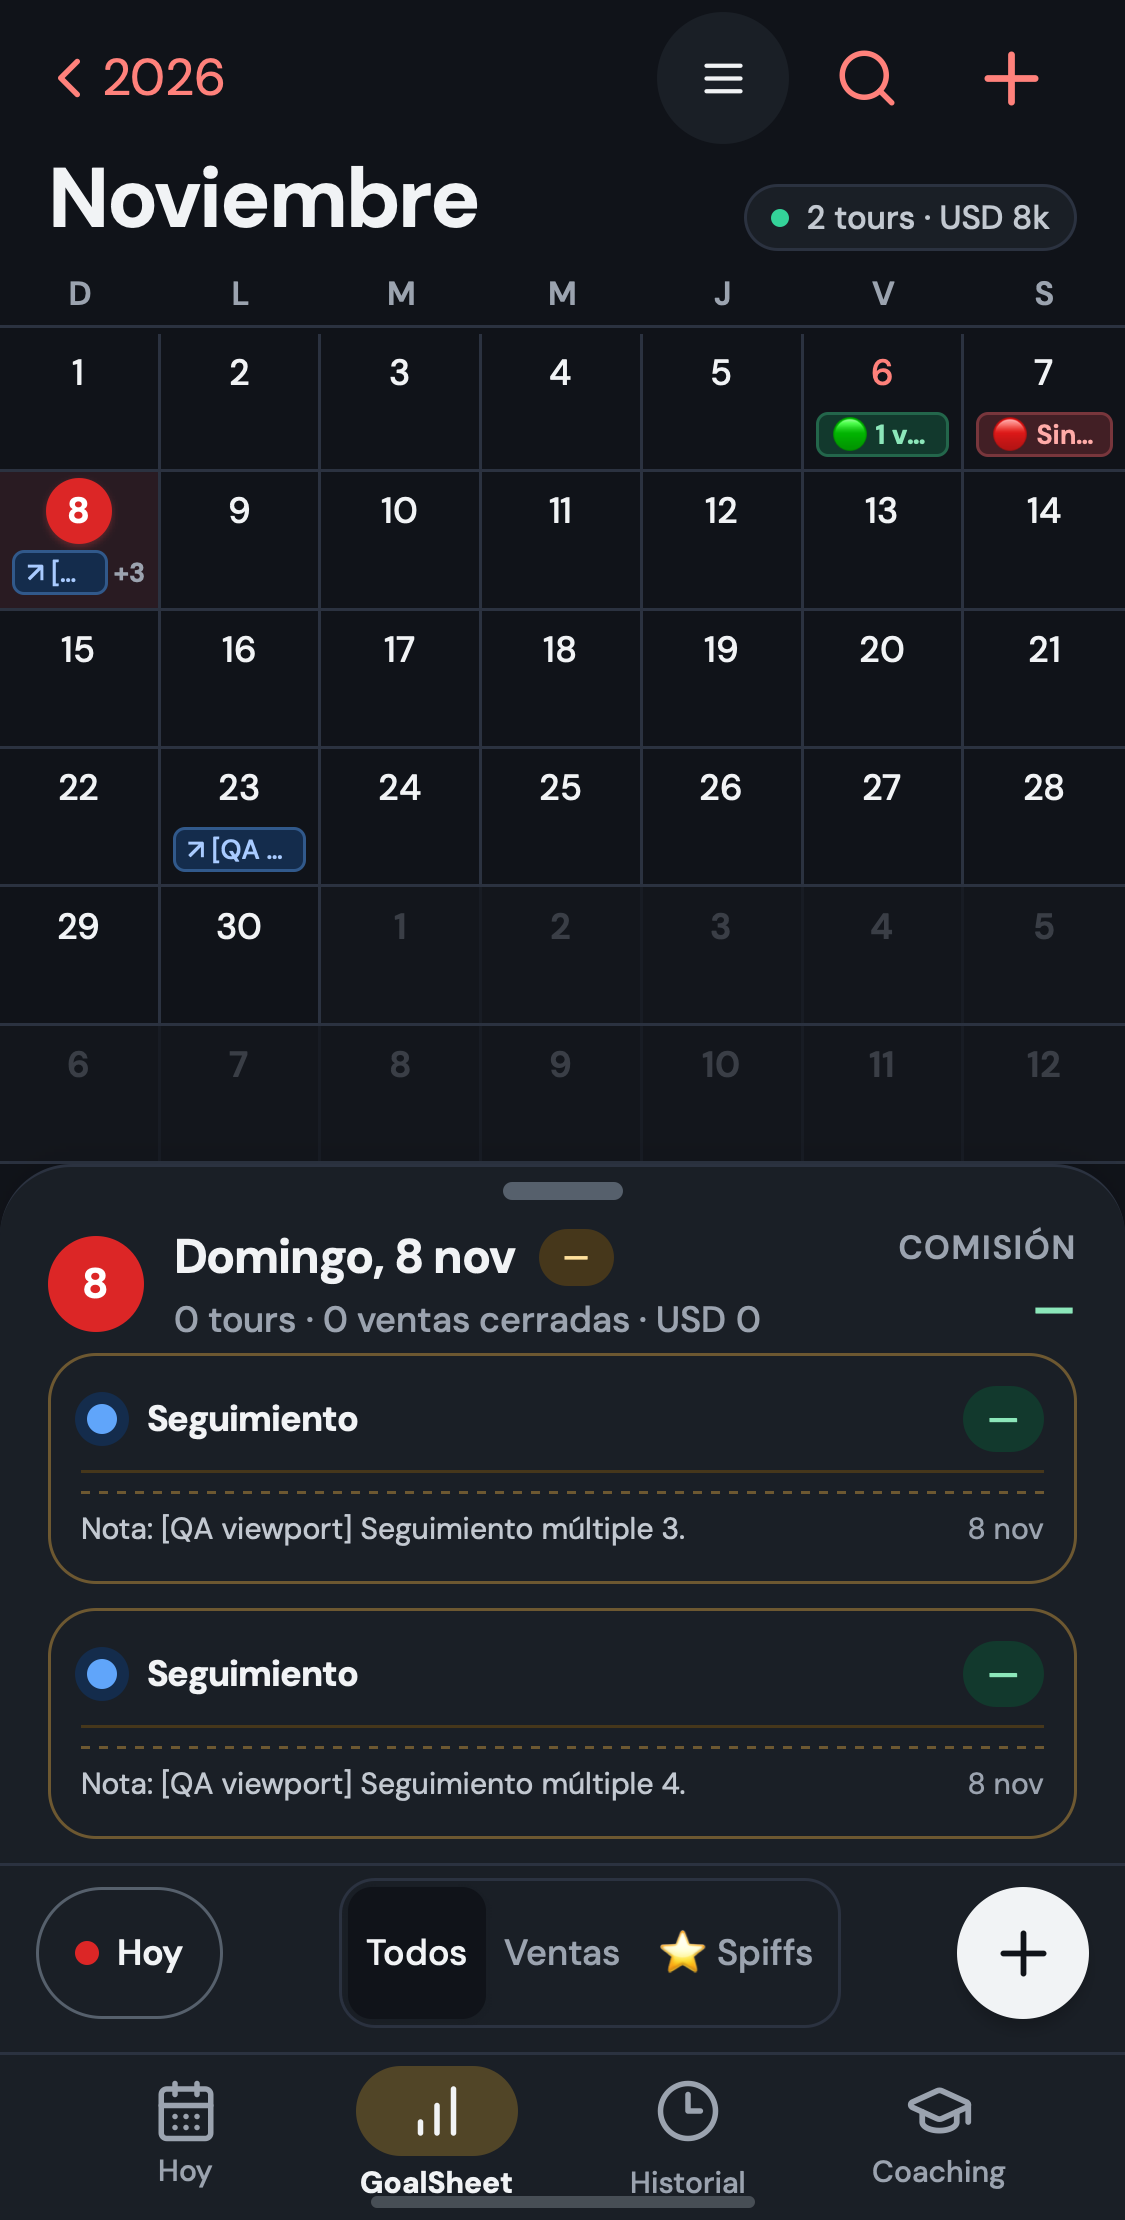 2026
Noviembre
2 tours · USD 8k
D L M M J V S
1 2 3 4 5 6 7
1 v... Sin...
8 9 10 11 12 13 14
[... +3
15 16 17 18 19 20 21
22 23 24 25 26 27 28
[QA ...
29 30 1 2 3 4 5
6 7 8 9 10 11 12
8 Domingo, 8 nov — COMISIÓN
0 tours · 0 ventas cerradas · USD 0 —
Seguimiento —
Nota: [QA viewport] Seguimiento múltiple 3. 8 nov
Seguimiento —
Nota: [QA viewport] Seguimiento múltiple 4. 8 nov
Hoy Todos Ventas ⭐ Spiffs
Hoy GoalSheet Historial Coaching